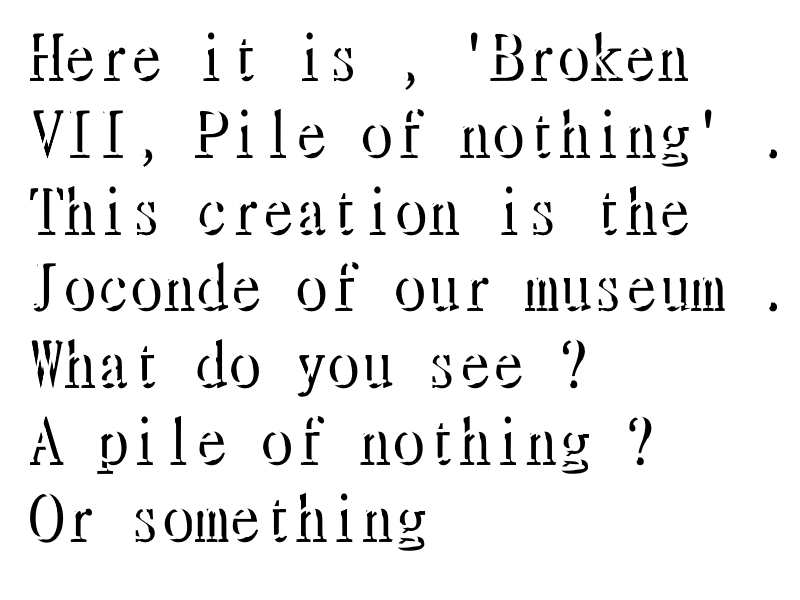 Here it is , 'Broken
VII, Pile of nothing' .
This creation is the
Joconde of our museum .
What do you see ?
A pile of nothing ?
Or something